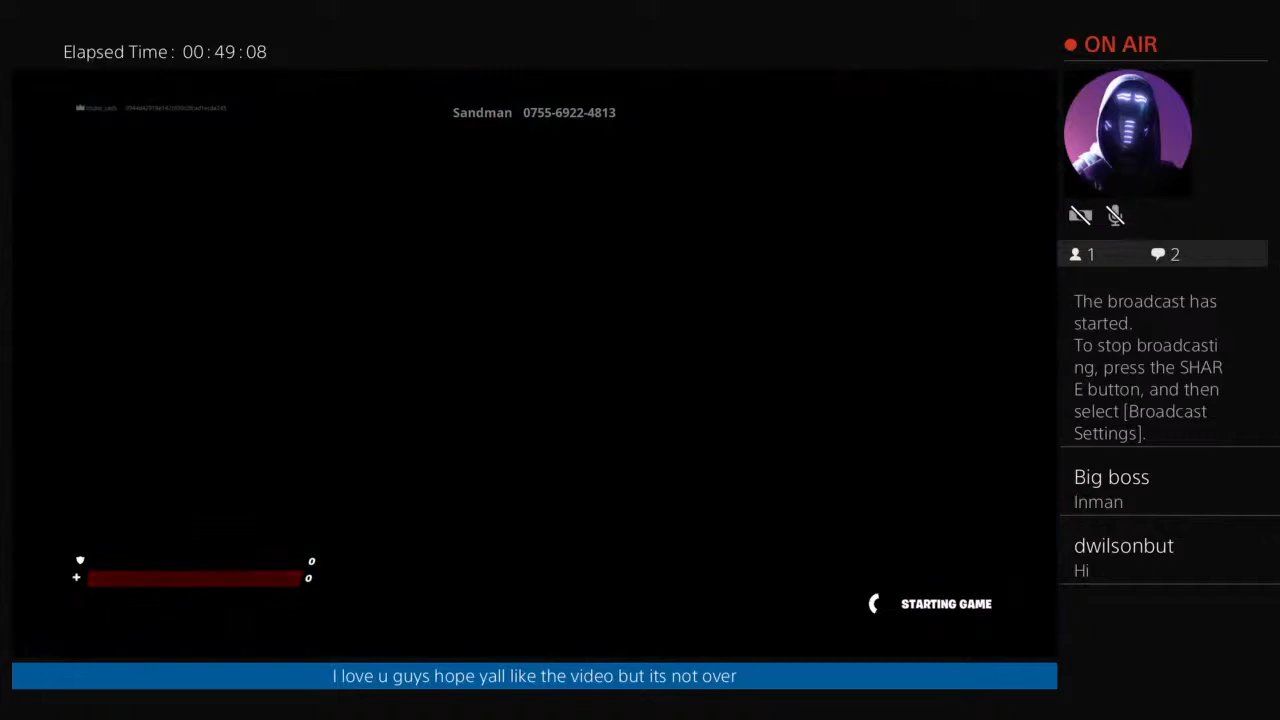 Elapsed Time: 00:49:08
ON AIR
Sandman 0755-6922-4813
1 2
The broadcast has
started.
To stop broadcasti
ng, press the SHAR
E button, and then
select [Broadcast
Settings].
Big boss
Inman
dwilsonbut
Hi
0
0
STARTING GAME
I love u guys hope yall like the video but its not over